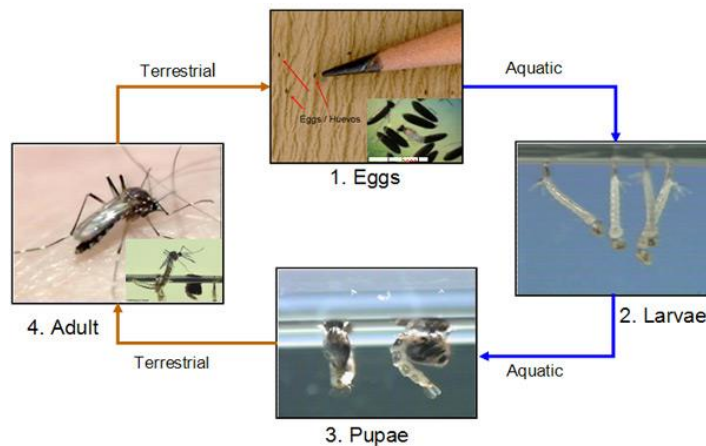 Terrestrial
Aquatic
Eggs / Huevos
1. Eggs
4. Adult
2. Larvae
Terrestrial
Aquatic
3. Pupae